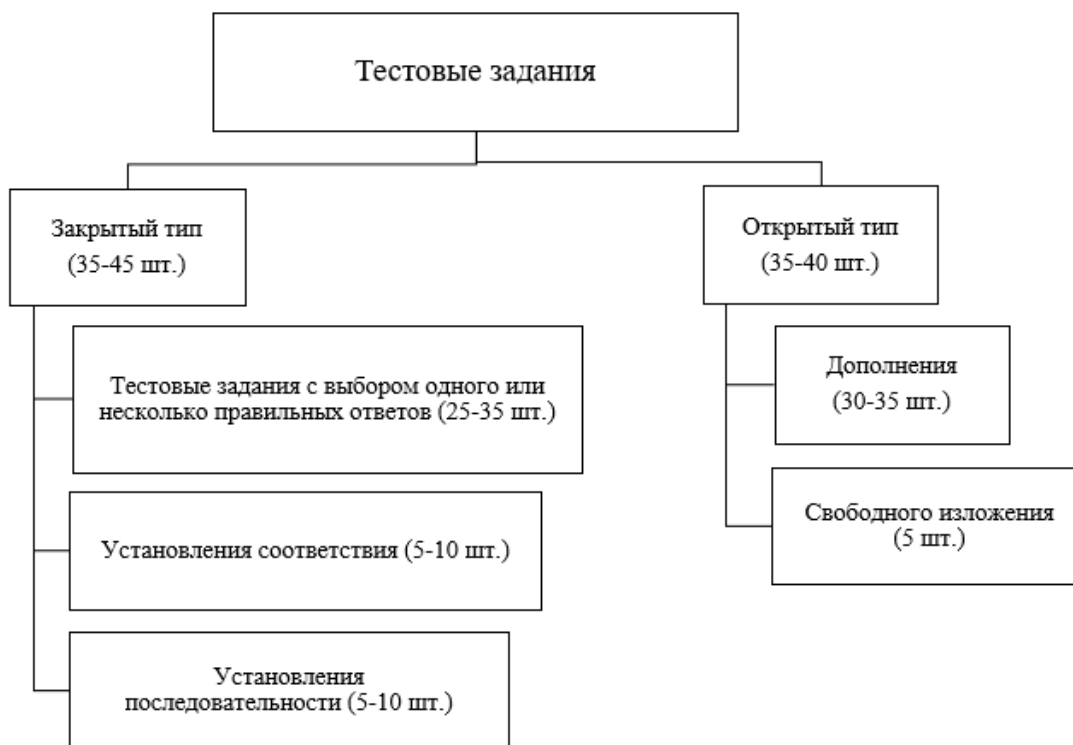 Тестовые задания
Закрытый тип
(35-45 шт.)
Тестовые задания с выбором одного или
несколько правильных ответов (25-35 шт.)
Установления соответствия (5-10 шт.)
Установления
последовательности (5-10 шт.)
Открытый тип
(35-40 шт.)
Дополнения
(30-35 шт.)
Свободного изложения
(5 шт.)